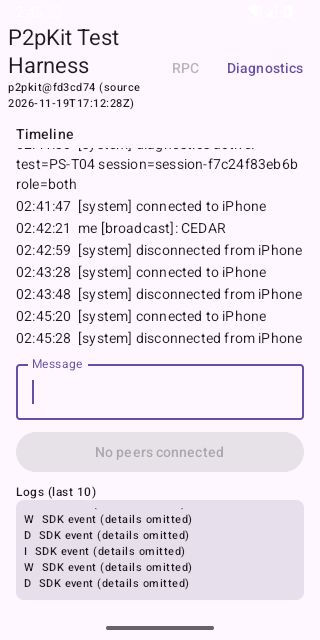 P2pKit Test
Harness
RPC
Diagnostics
p2pkit@fd3cd74 (source
2026-11-19T17:12:28Z)
Timeline
test=PS-T04 session=session-f7c24f83eb6b
role=both
02:41:47 [system] connected to iPhone
02:42:21 me [broadcast]: CEDAR
02:42:59 [system] disconnected from iPhone
02:43:28 [system] connected to iPhone
02:43:48 [system] disconnected from iPhone
02:45:20 [system] connected to iPhone
02:45:28 [system] disconnected from iPhone
Message
No peers connected
Logs (last 10)
W SDK event (details omitted)
D SDK event (details omitted)
I SDK event (details omitted)
W SDK event (details omitted)
D SDK event (details omitted)